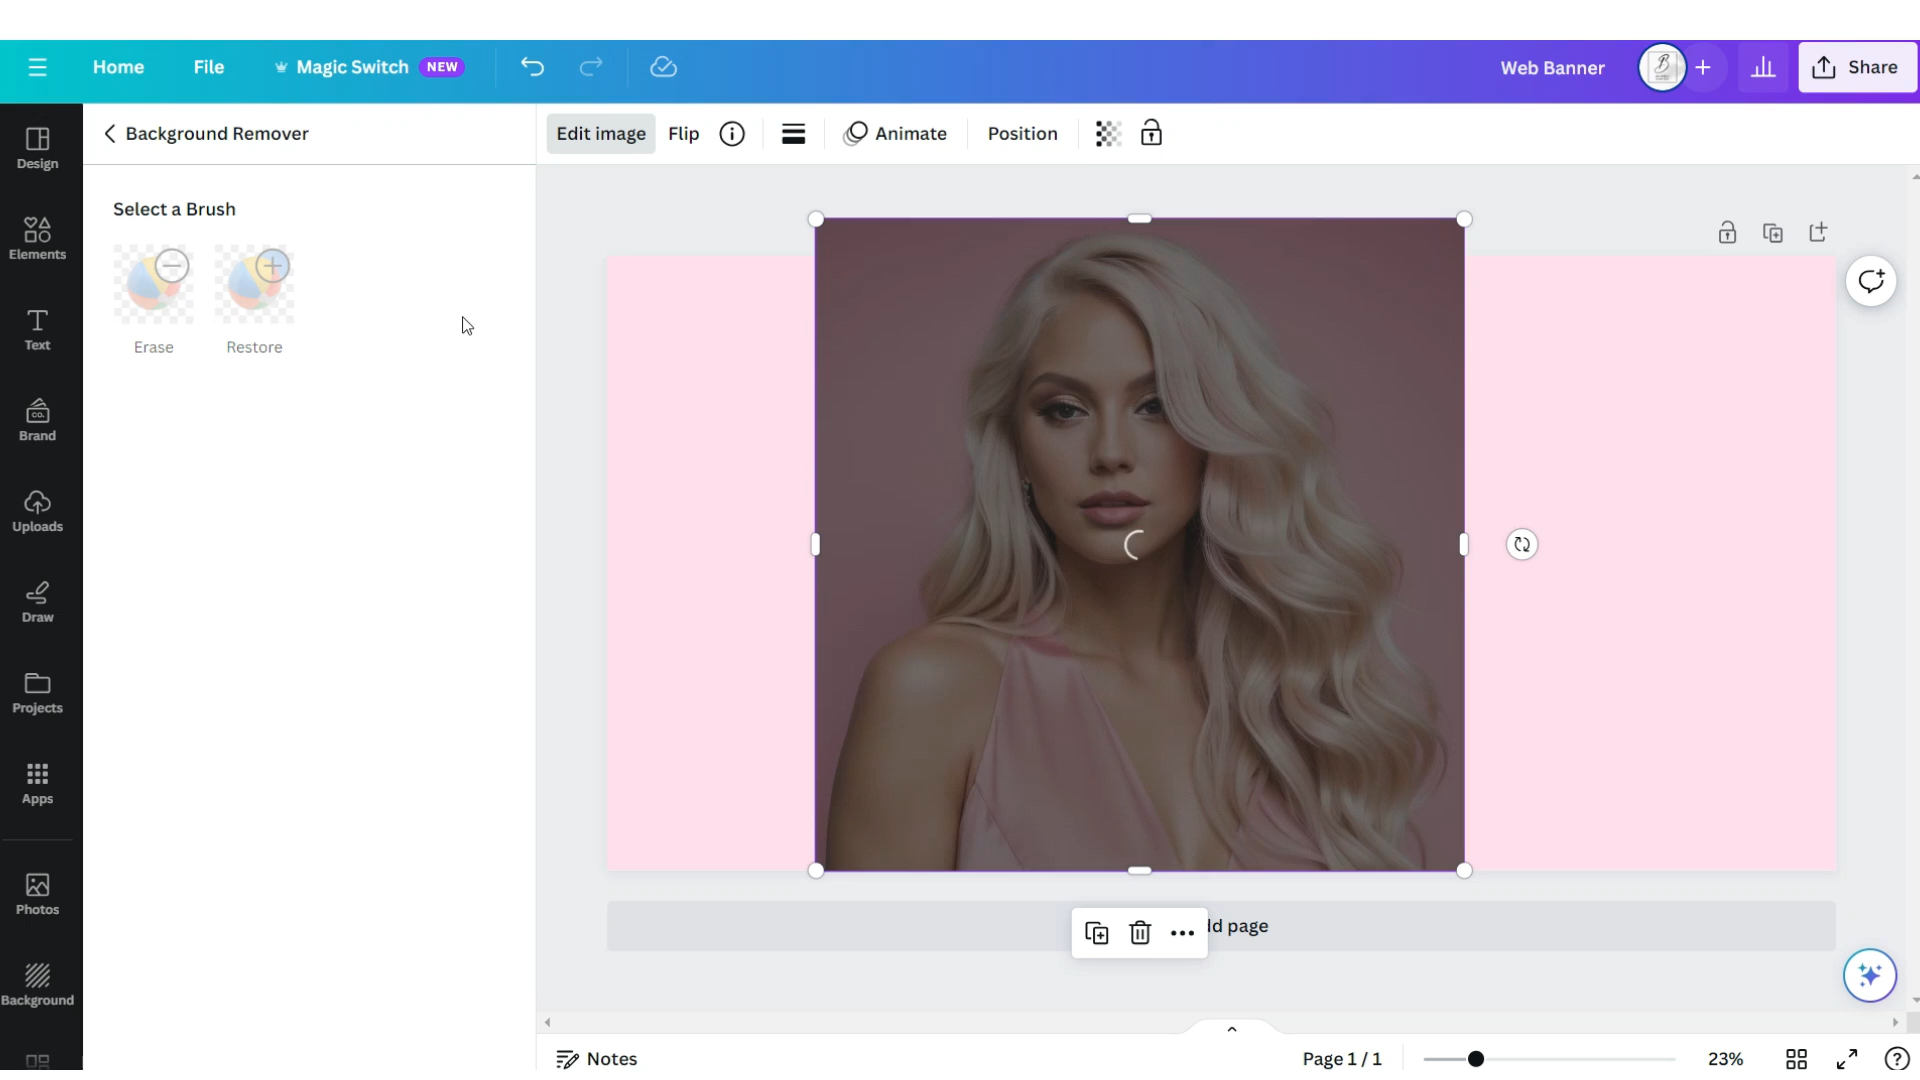 Home File Magic Switch NEW Web Banner Share
Background Remover Edit image Flip Animate Position
Design
Select a Brush
Erase Restore
Elements
Text
Brand
CO.
Uploads
Draw
Projects
Apps
Photos
Background
ld page
Notes Page 1 / 1 23%